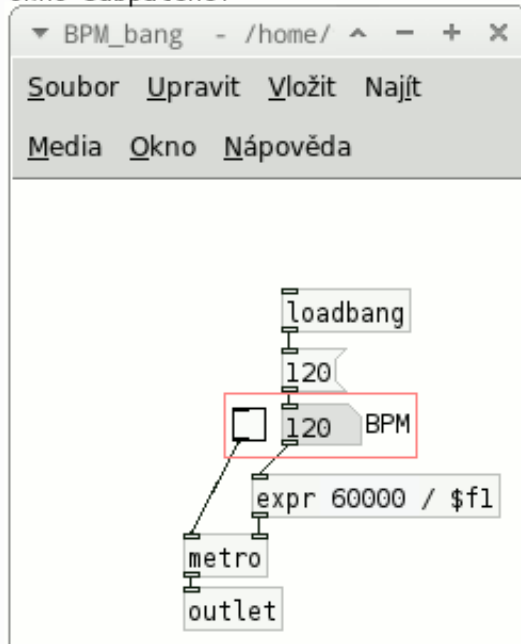 BPM_bang - /home/
Soubor Upravit Vložit Najít
Media Okno Nápověda
loadbang
120
120 BPM
expr 60000 / $f1
metro
outlet